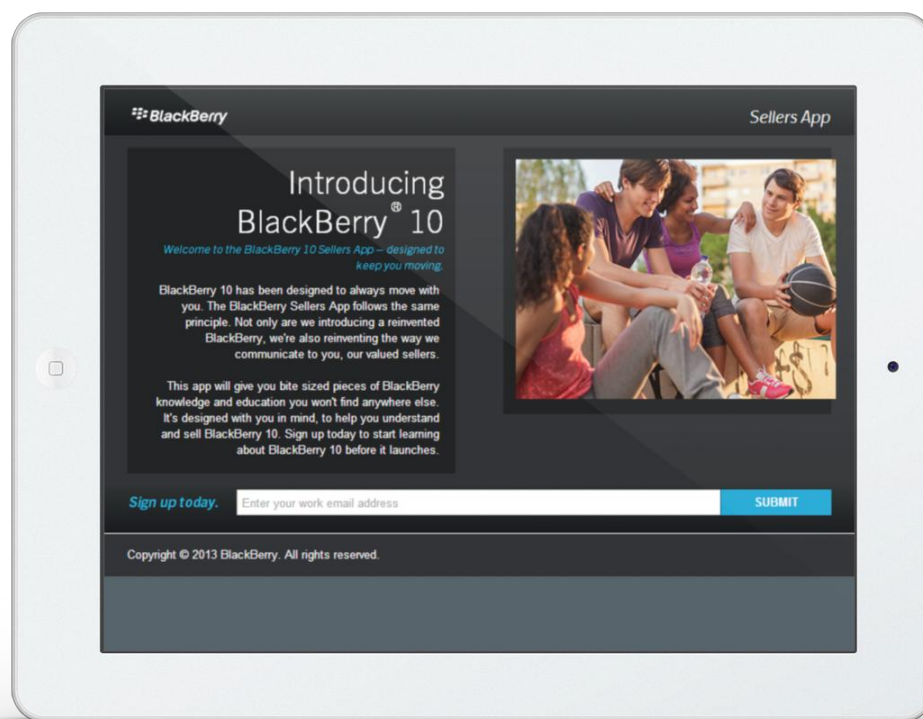 BlackBerry
Sellers App
Introducing
BlackBerry® 10
Welcome to the BlackBerry 10 Sellers App – designed to
keep you moving.
BlackBerry 10 has been designed to always move with
you. The BlackBerry Sellers App follows the same
principle. Not only are we introducing a reinvented
BlackBerry, we're also reinventing the way we
communicate to you, our valued sellers.
This app will give you bite sized pieces of BlackBerry
knowledge and education you won't find anywhere else.
It's designed with you in mind, to help you understand
and sell BlackBerry 10. Sign up today to start learning
about BlackBerry 10 before it launches.
Sign up today.
Enter your work email address
SUBMIT
Copyright © 2013 BlackBerry. All rights reserved.